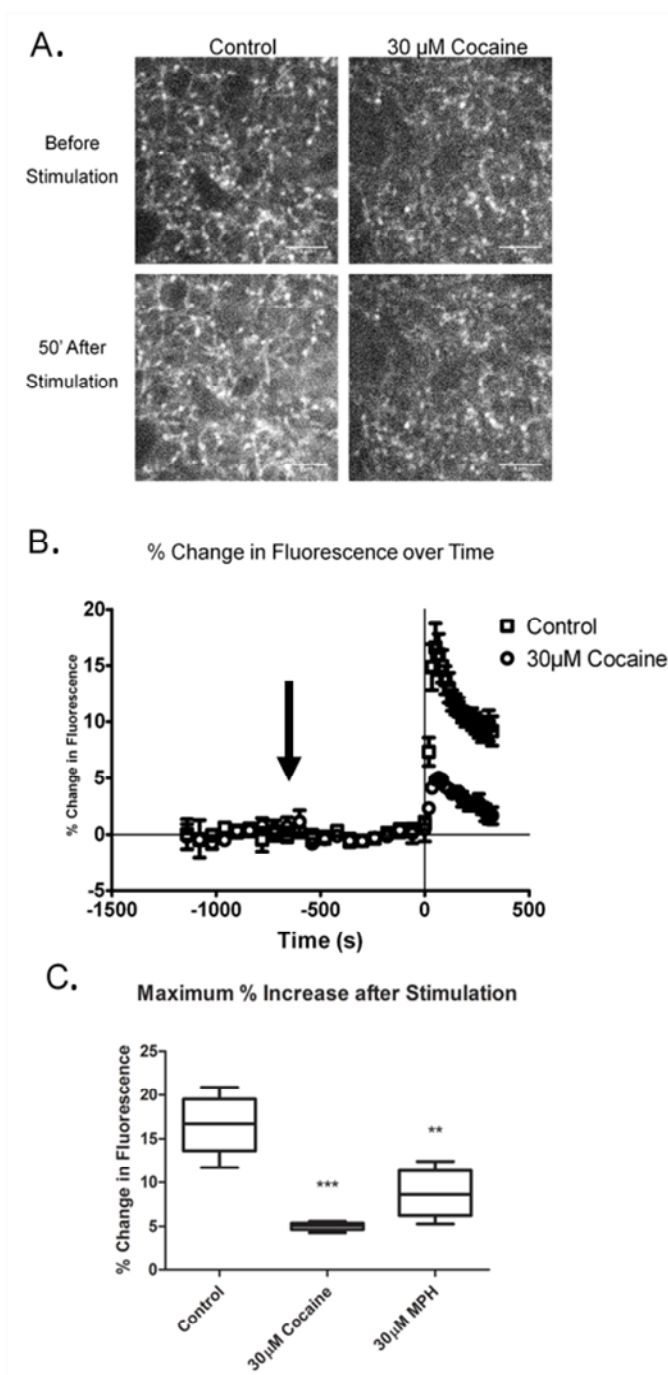 A.
Control
30 µM Cocaine
Before
Stimulation
50' After
Stimulation
B.
% Change in Fluorescence over Time
% Change in Fluorescence
20
15
10
5
0
-5
-1500
-1000
-500
0
500
Time (s)
Control
30µM Cocaine
C.
Maximum % Increase after Stimulation
% Change in Fluorescence
25
20
15
10
5
0
***
**
Control
30µM Cocaine
30µM MPH